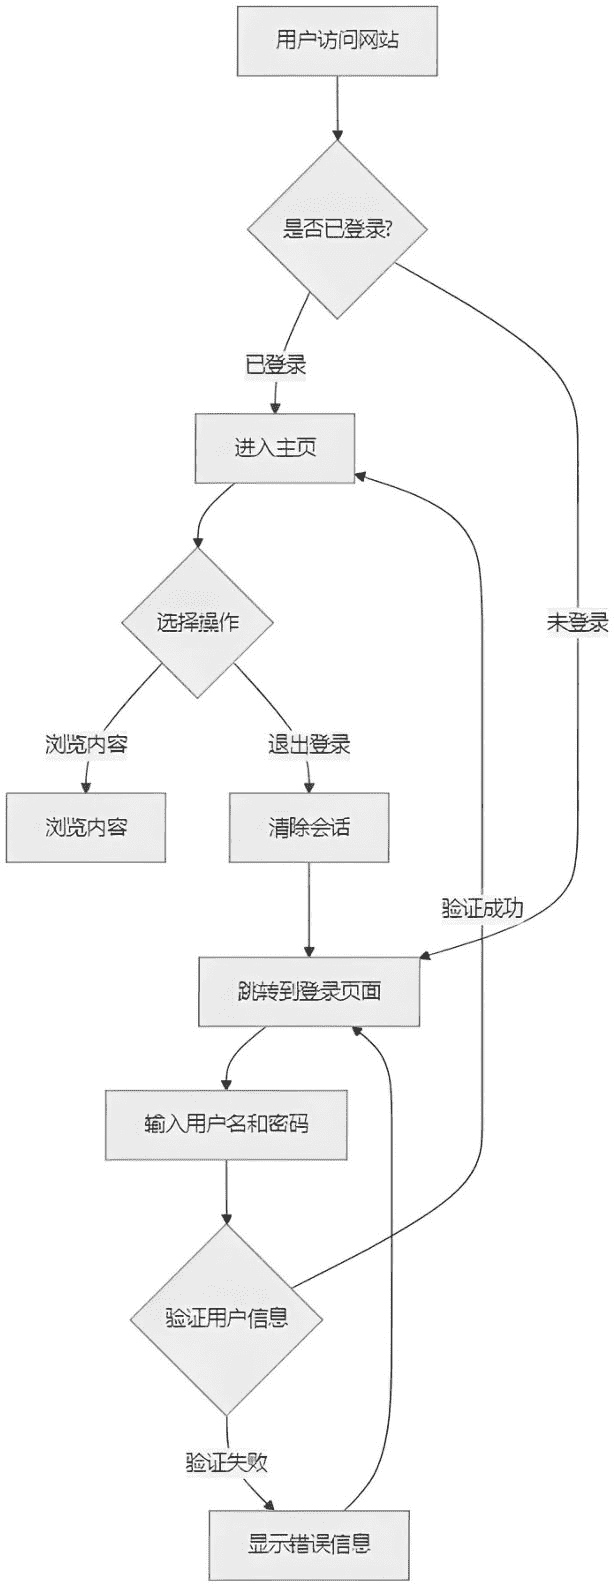 用户访问网站
是否已登录?
已登录
进入主页
未登录
选择操作
浏览内容
退出登录
浏览内容
清除会话
验证成功
跳转到登录页面
输入用户名和密码
验证用户信息
验证失败
显示错误信息